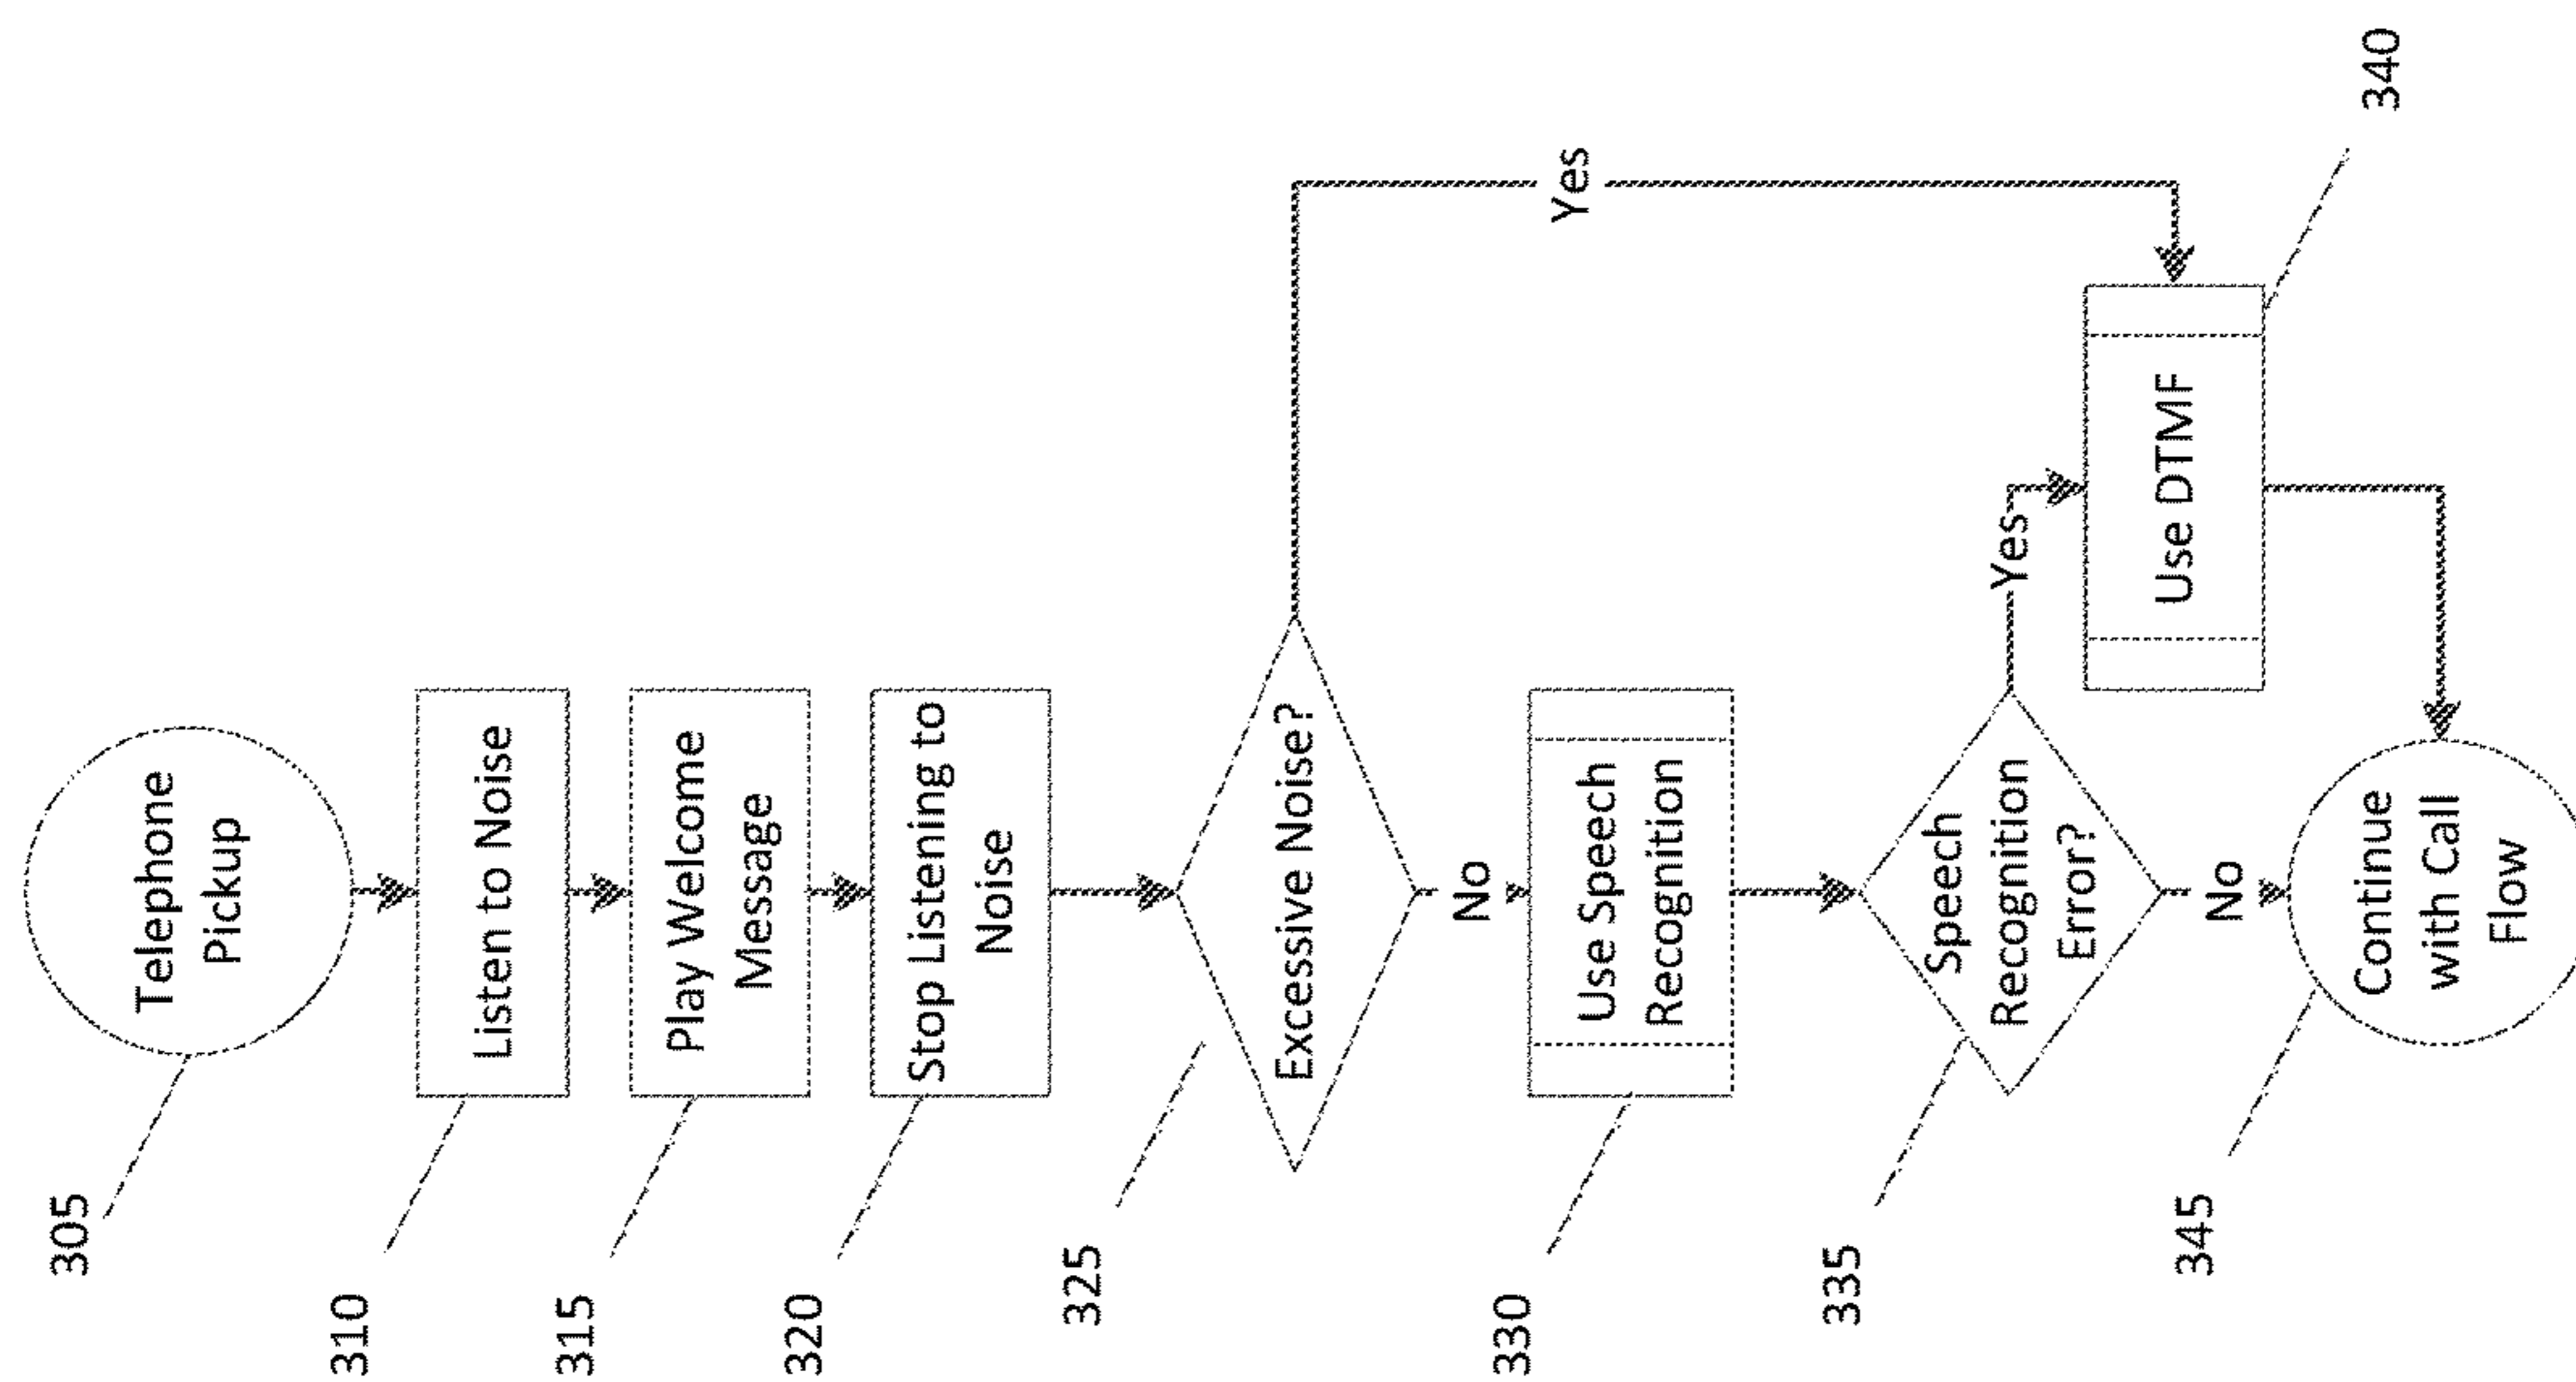 305
Telephone
Pickup
310
Listen to Noise
315
Play Welcome
Message
320
Stop Listening to
Noise
325
Excessive Noise?
Yes
No
330
Use Speech
Recognition
335
Speech
Recognition
Error?
Yes
No
340
Use DTMF
345
Continue
with Call
Flow